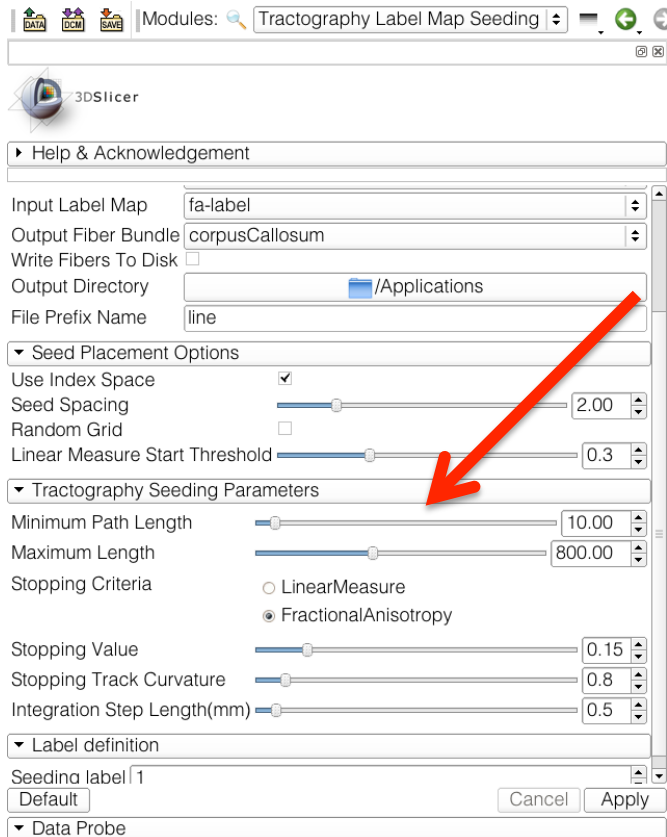 DATA DCM SAVE Modules: Tractography Label Map Seeding
3DSlicer
Help & Acknowledgement
Input Label Map fa-label
Output Fiber Bundle corpusCallosum
Write Fibers To Disk
Output Directory /Applications
File Prefix Name line
Seed Placement Options
Use Index Space
Seed Spacing 2.00
Random Grid
Linear Measure Start Threshold 0.3
Tractography Seeding Parameters
Minimum Path Length 10.00
Maximum Length 800.00
Stopping Criteria LinearMeasure
FractionalAnisotropy
Stopping Value 0.15
Stopping Track Curvature 0.8
Integration Step Length(mm) 0.5
Label definition
Seeding label 1
Default Cancel Apply
Data Probe